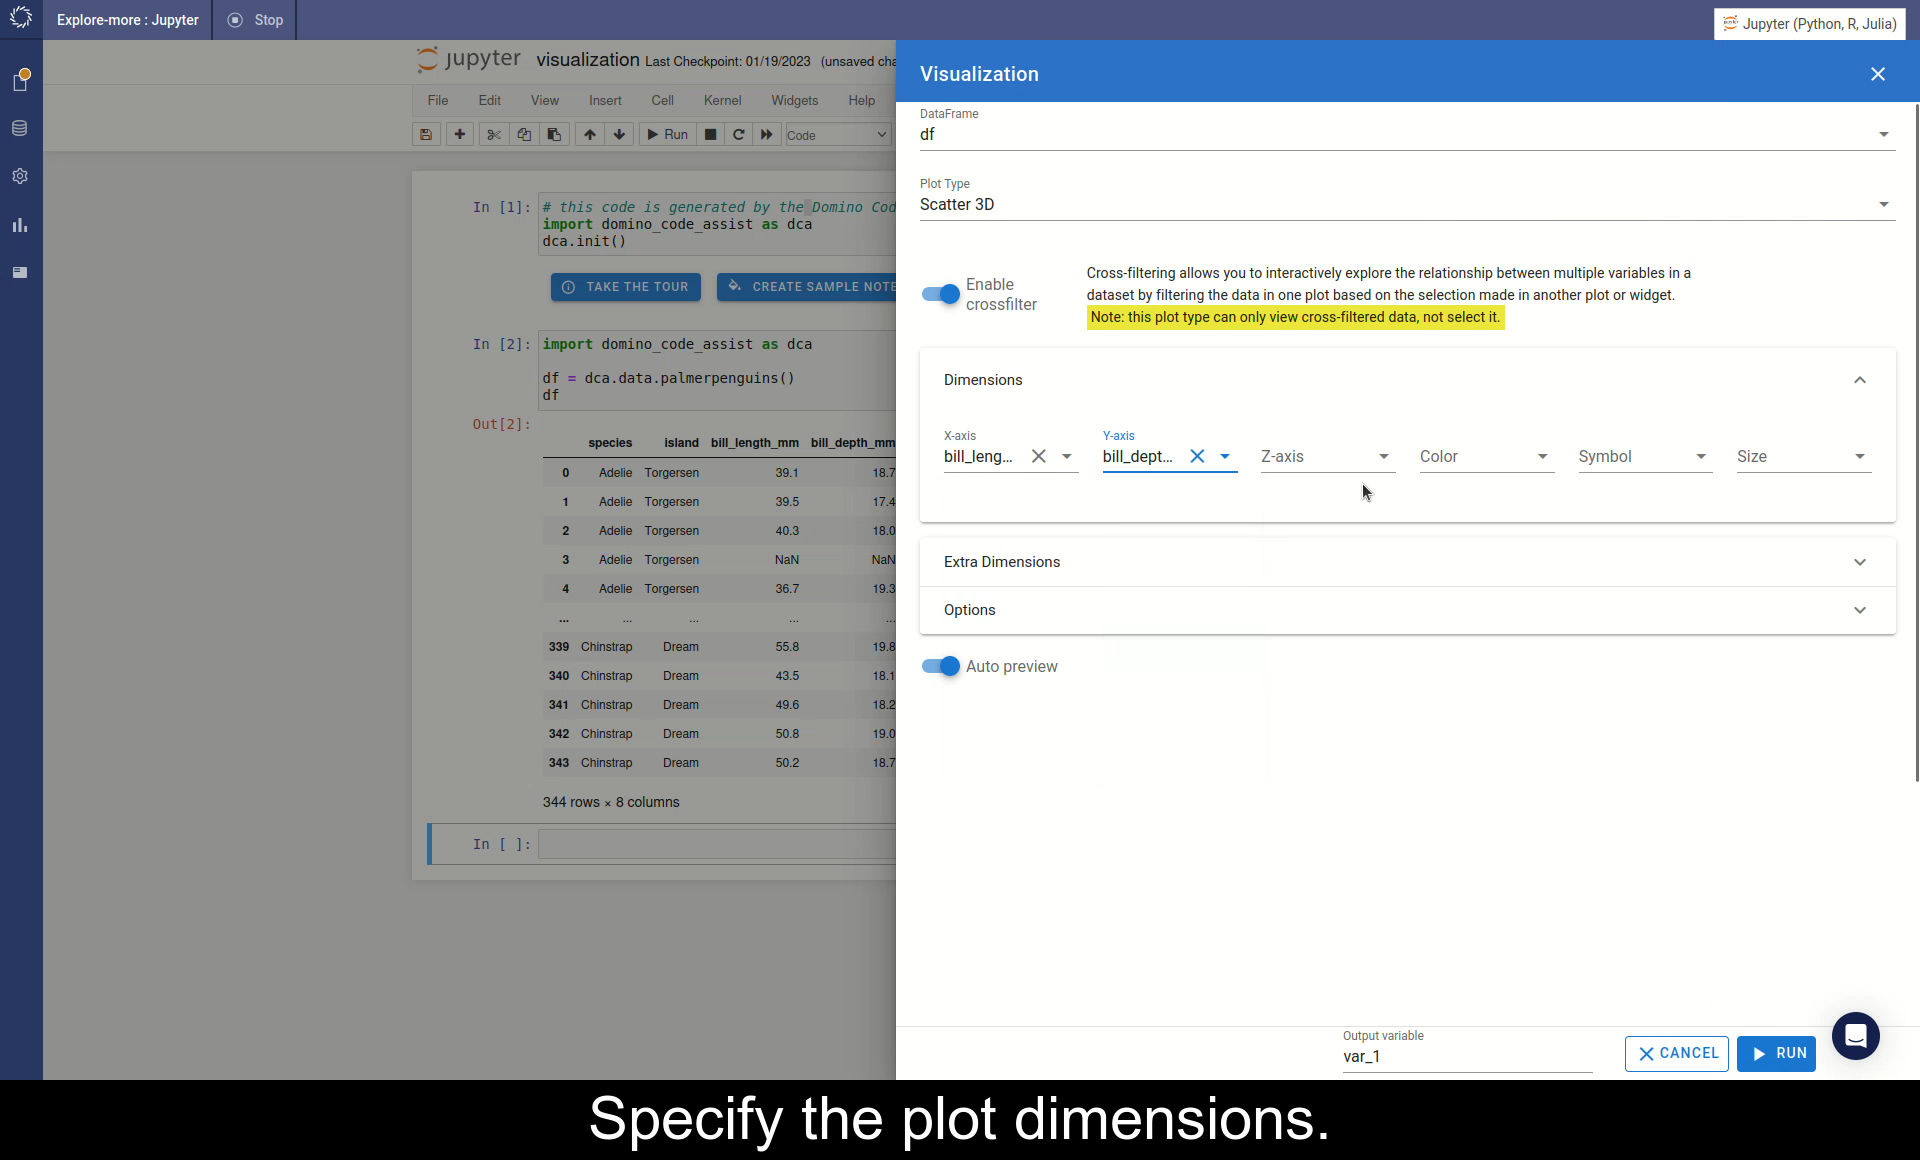 Explore-more : Jupyter
Stop
Jupyter (Python, R, Julia)
jupyter visualization Last Checkpoint: 01/19/2023 (unsaved cha
File Edit View Insert Cell Kernel Widgets Help
Run Code
In [1]: # this code is generated by the Domino Cod
import domino_code_assist as dca
dca.init()
TAKE THE TOUR CREATE SAMPLE NOTE
In [2]: import domino_code_assist as dca
df = dca.data.palmerpenguins()
df
Out[2]:
species island bill_length_mm bill_depth_mm
0 Adelie Torgersen 39.1 18.7
1 Adelie Torgersen 39.5 17.4
2 Adelie Torgersen 40.3 18.0
3 Adelie Torgersen NaN NaN
4 Adelie Torgersen 36.7 19.3
... ... ... ... ...
339 Chinstrap Dream 55.8 19.8
340 Chinstrap Dream 43.5 18.1
341 Chinstrap Dream 49.6 18.2
342 Chinstrap Dream 50.8 19.0
343 Chinstrap Dream 50.2 18.7
344 rows × 8 columns
In [ ]:
Visualization
DataFrame
df
Plot Type
Scatter 3D
Enable
crossfilter
Cross-filtering allows you to interactively explore the relationship between multiple variables in a
dataset by filtering the data in one plot based on the selection made in another plot or widget.
Note: this plot type can only view cross-filtered data, not select it.
Dimensions
X-axis Y-axis
bill_leng... bill_dept... Z-axis Color Symbol Size
Extra Dimensions
Options
Auto preview
Output variable
var_1
CANCEL RUN
Specify the plot dimensions.